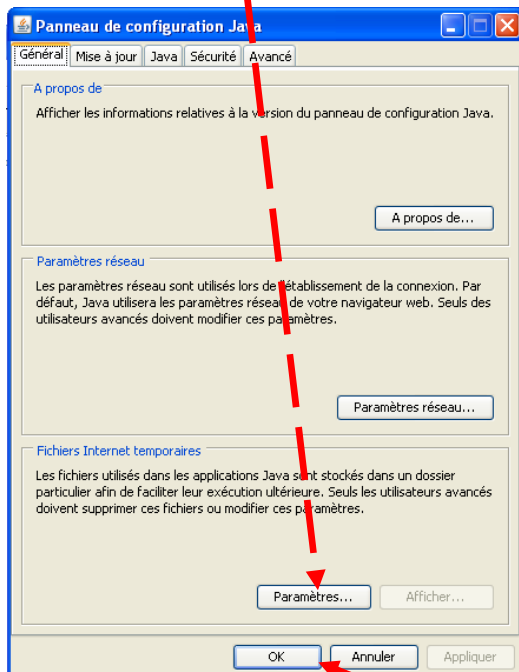 Panneau de configuration Java
Général Mise à jour Java Sécurité Avancé
A propos de
Afficher les informations relatives à la version du panneau de configuration Java.
A propos de...
Paramètres réseau
Les paramètres réseau sont utilisés lors de l'établissement de la connexion. Par
défaut, Java utilisera les paramètres réseau de votre navigateur web. Seuls des
utilisateurs avancés doivent modifier ces paramètres.
Paramètres réseau...
Fichiers Internet temporaires
Les fichiers utilisés dans les applications Java sont stockés dans un dossier
particulier afin de faciliter leur exécution ultérieure. Seuls les utilisateurs avancés
doivent supprimer ces fichiers ou modifier ces paramètres.
Paramètres... Afficher...
OK Annuler Appliquer